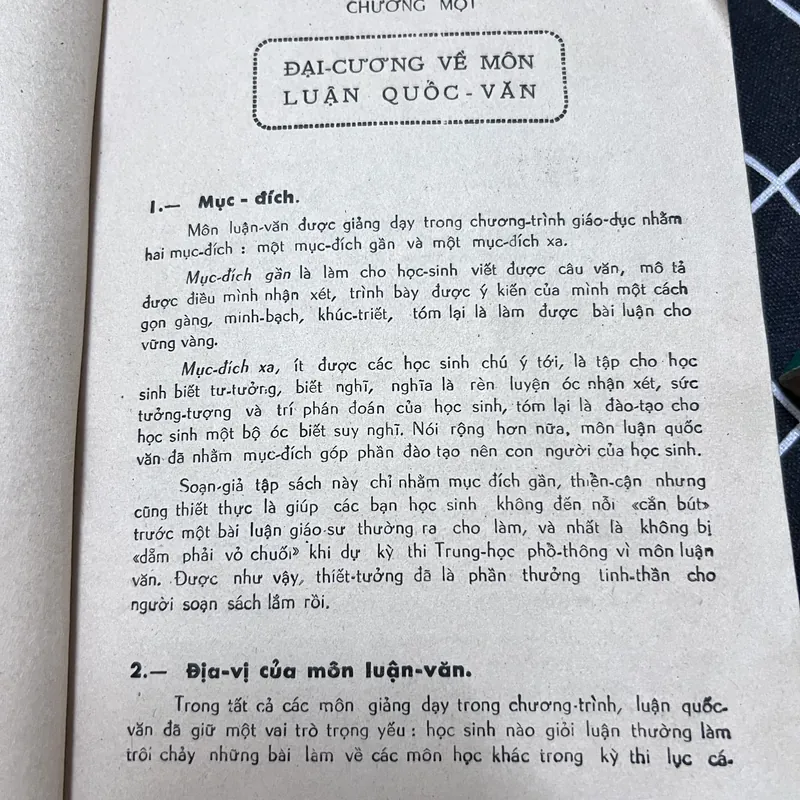 CHƯƠNG MỘT
ĐẠI-CƯƠNG VỀ MÔN
LUẬN QUỐC-VĂN
1.— Mục-đích.
Môn luận-văn được giảng dạy trong chương-trình giáo-dục nhằm
hai mục-đích : một mục-đích gần và một mục-đích xa.
Mục-đích gần là làm cho học-sinh viết được câu văn, mô tả
được điều mình nhận xét, trình bày được ý kiến của mình một cách
gọn gàng, minh-bạch, khúc-triết, tóm lại là làm được bài luận cho
vững vàng.
Mục-đích xa, ít được các học sinh chú ý tới, là tập cho học
sinh biết tư-tưởng, biết nghĩ, nghĩa là rèn luyện óc nhận xét, sức
tưởng-tượng và trí phán đoán của học sinh, tóm lại là đào-tạo cho
học sinh một bộ óc biết suy nghĩ. Nói rộng hơn nữa, môn luận quốc
văn đã nhằm mục-đích góp phần đào tạo nên con người của học sinh.
Soạn-giả tập sách này chỉ nhằm mục đích gần, thiền-cận nhưng
cũng thiết thực là giúp các bạn học sinh không đến nỗi «cắn bút»
trước một bài luận giáo-sư thường ra cho làm, và nhất là không bị
«dẫm phải vỏ chuối» khi dự kỳ thi Trung-học phồ-thông vì môn luận
văn. Được như vậy, thiết-tưởng đã là phần thưởng tinh-thần cho
người soạn sách lắm rồi.
2.— Địa-vị của môn luận-văn.
Trong tất cả các môn giảng dạy trong chương-trình, luận quốc-
văn đã giữ một vai trò trọng yếu : học sinh nào giỏi luận thường làm
trôi chảy những bài làm về các môn học khác trong kỳ thi lục cá-